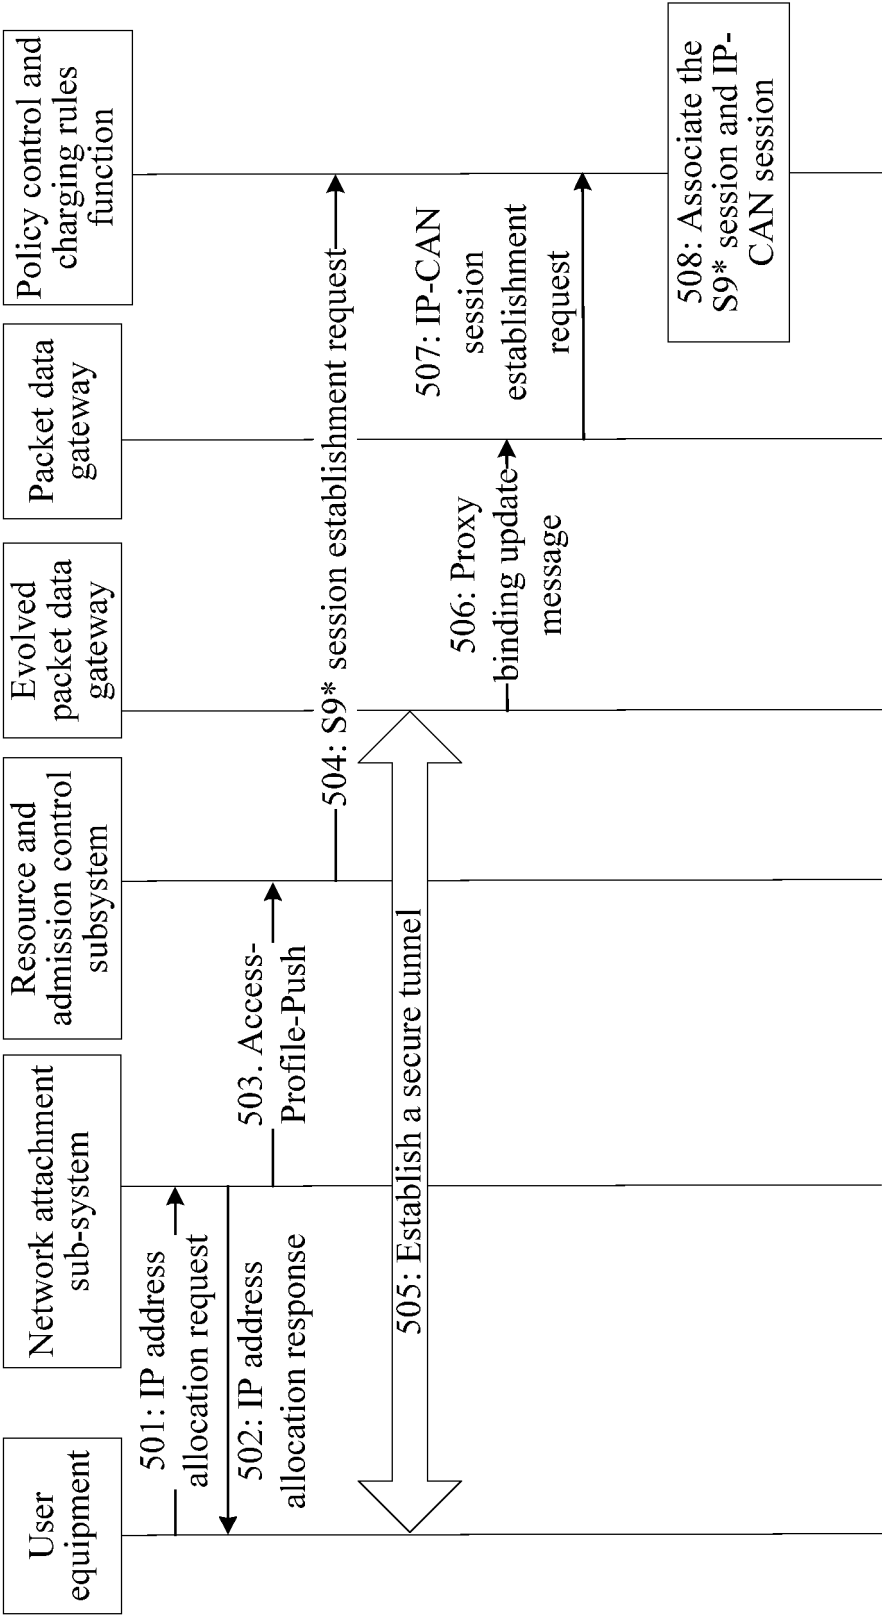 User
equipment
Network attachment
sub-system
Resource and
admission control
subsystem
Evolved
packet data
gateway
Packet data
gateway
Policy control and
charging rules
function
501: IP address
allocation request
502: IP address
allocation response
503. Access-
Profile-Push
504: S9* session establishment request
505: Establish a secure tunnel
506: Proxy
binding update
message
507: IP-CAN
session
establishment
request
508: Associate the
S9* session and IP-
CAN session